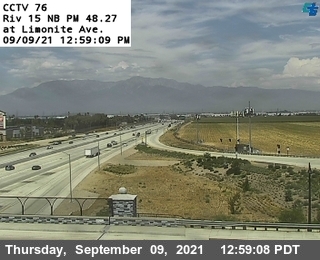 CCTV 76
Riv 15 NB PM 48.27
at Limonite Ave.
09/09/21 12:59:09 PM
Thursday, September 09, 2021 12:59:08 PDT